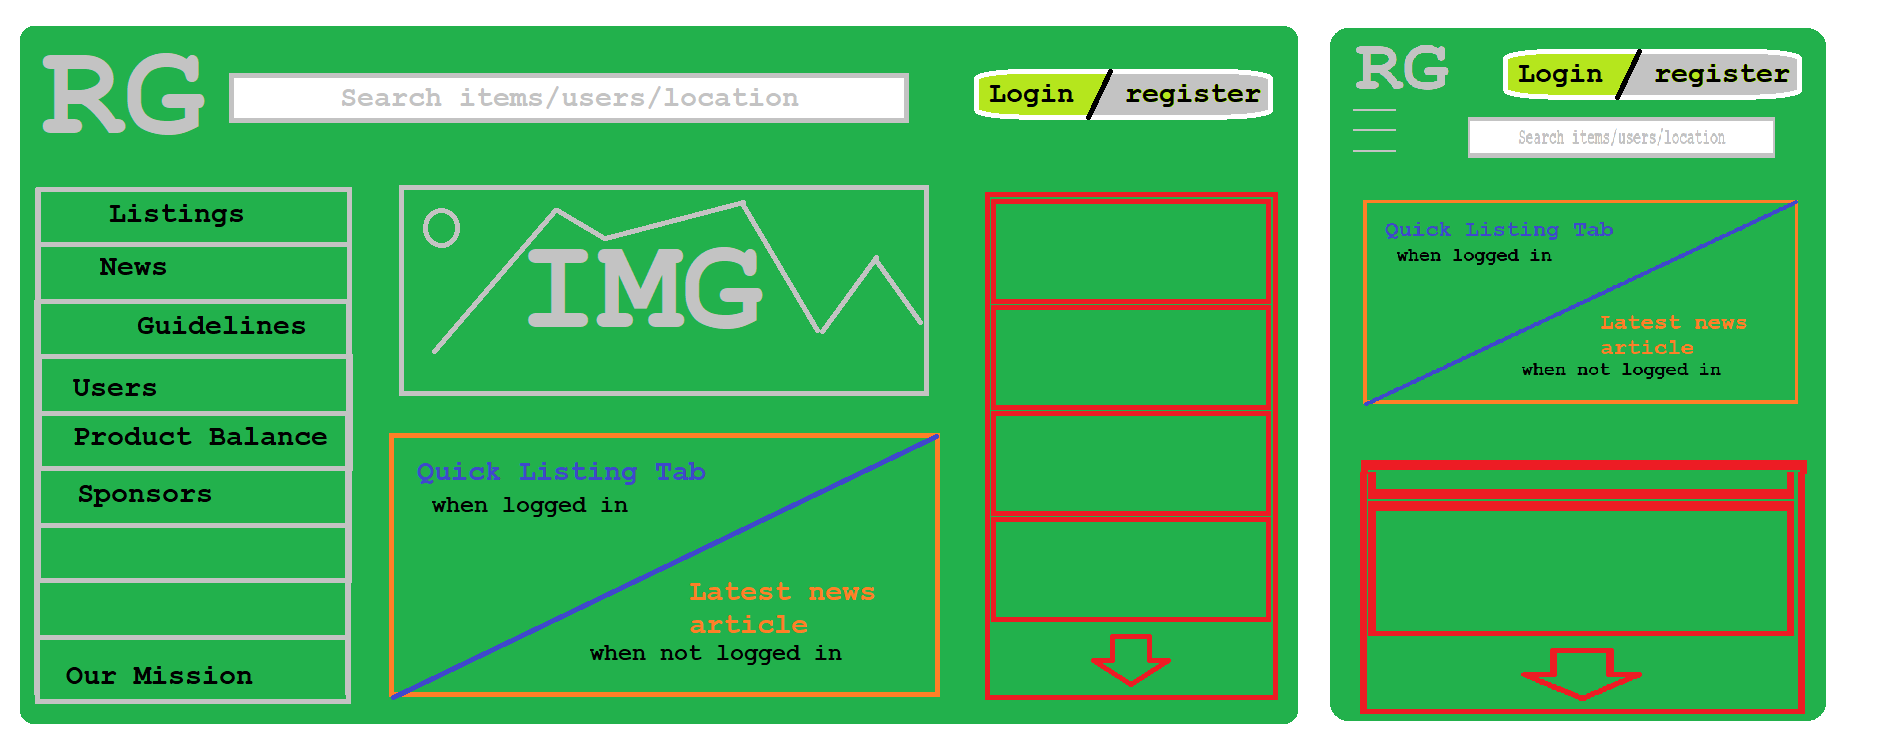 RG
Search items/users/location
Login
register
Listings
News
Guidelines
Users
Product Balance
Sponsors
Our Mission
IMG
Quick Listing Tab
when logged in
Latest news
article
when not logged in
RG
Login
register
Search items/users/location
Quick Listing Tab
when logged in
Latest news
article
when not logged in